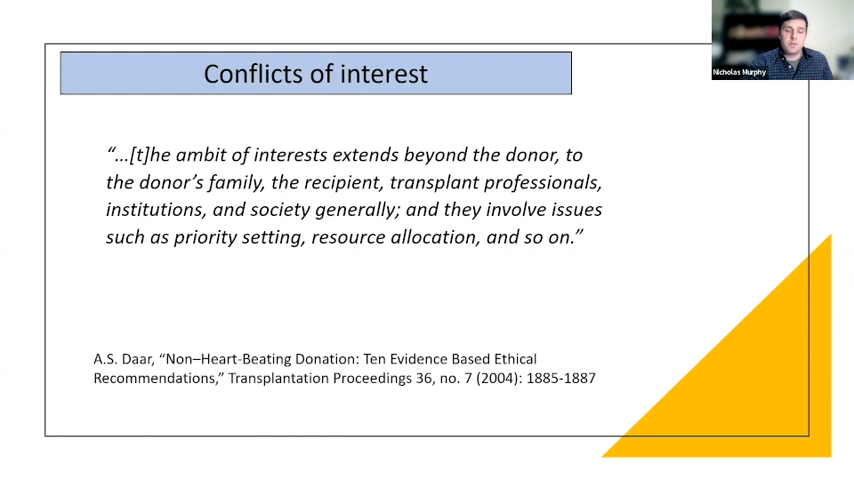 Nicholas Murphy
Conflicts of interest
“…[t]he ambit of interests extends beyond the donor, to
the donor’s family, the recipient, transplant professionals,
institutions, and society generally; and they involve issues
such as priority setting, resource allocation, and so on.”
A.S. Daar, “Non–Heart-Beating Donation: Ten Evidence Based Ethical
Recommendations,” Transplantation Proceedings 36, no. 7 (2004): 1885-1887